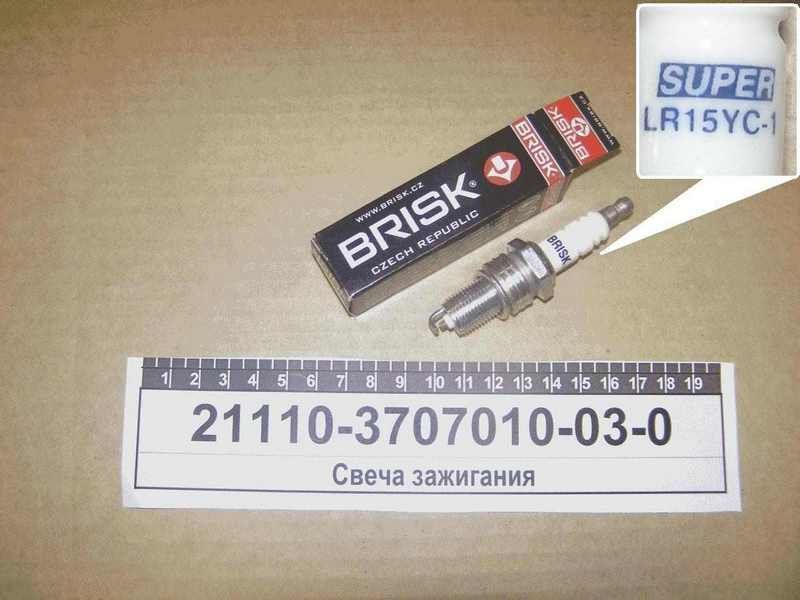 SUPER
LR15YC-1
WWW.BRISK.CZ
BRISK®
CZECH REPUBLIC
BRISK
BRISK
BRISK
1 2 3 4 5 6 7 8 9 10 11 12 13 14 15 16 17 18 19
21110-3707010-03-0
Свеча зажигания